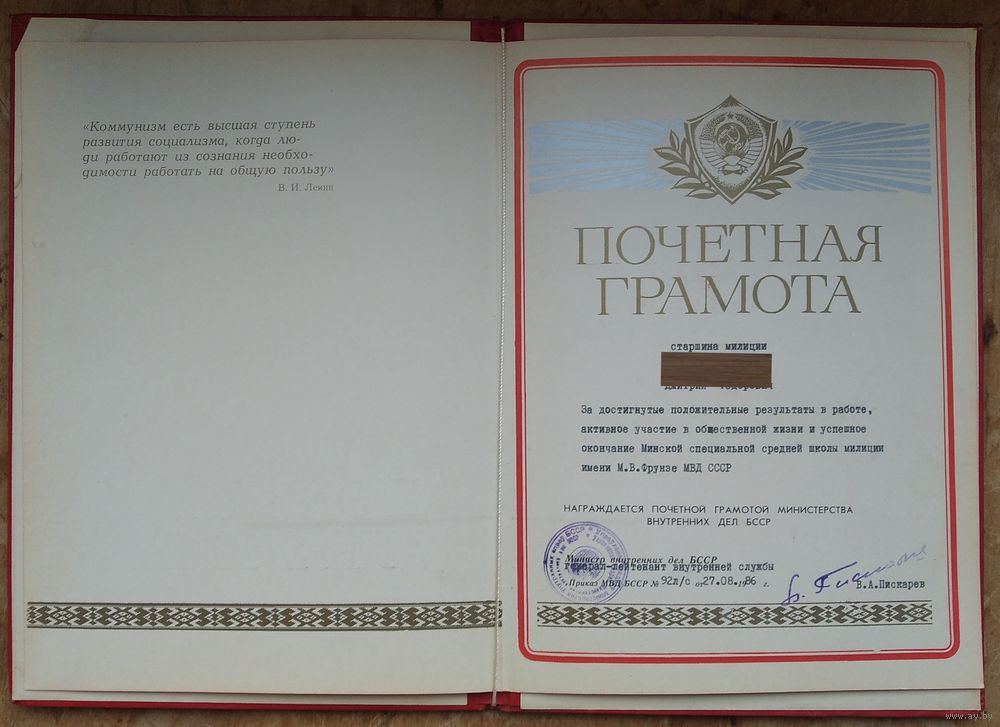 «Коммунизм есть высшая ступень
развития социализма, когда лю-
ди работают из сознания необхо-
димости работать на общую пользу»
В. И. Ленин
ПОЧЕТНАЯ
ГРАМОТА
старшина милиции
За достигнутые положительные результаты в работе,
активное участие в общественной жизни и успешное
окончание Минской специальной средней школы милиции
имени М.В.Фрунзе МВД СССР
НАГРАЖДАЕТСЯ ПОЧЕТНОЙ ГРАМОТОЙ МИНИСТЕРСТВА
ВНУТРЕННИХ ДЕЛ БССР
Министр внутренних дел БССР
Генерал-лейтенант внутренней службы
Приказ МВД БССР № 92л/с от 27.08.1986 г.
В.А.Пискарев
www.ay.by